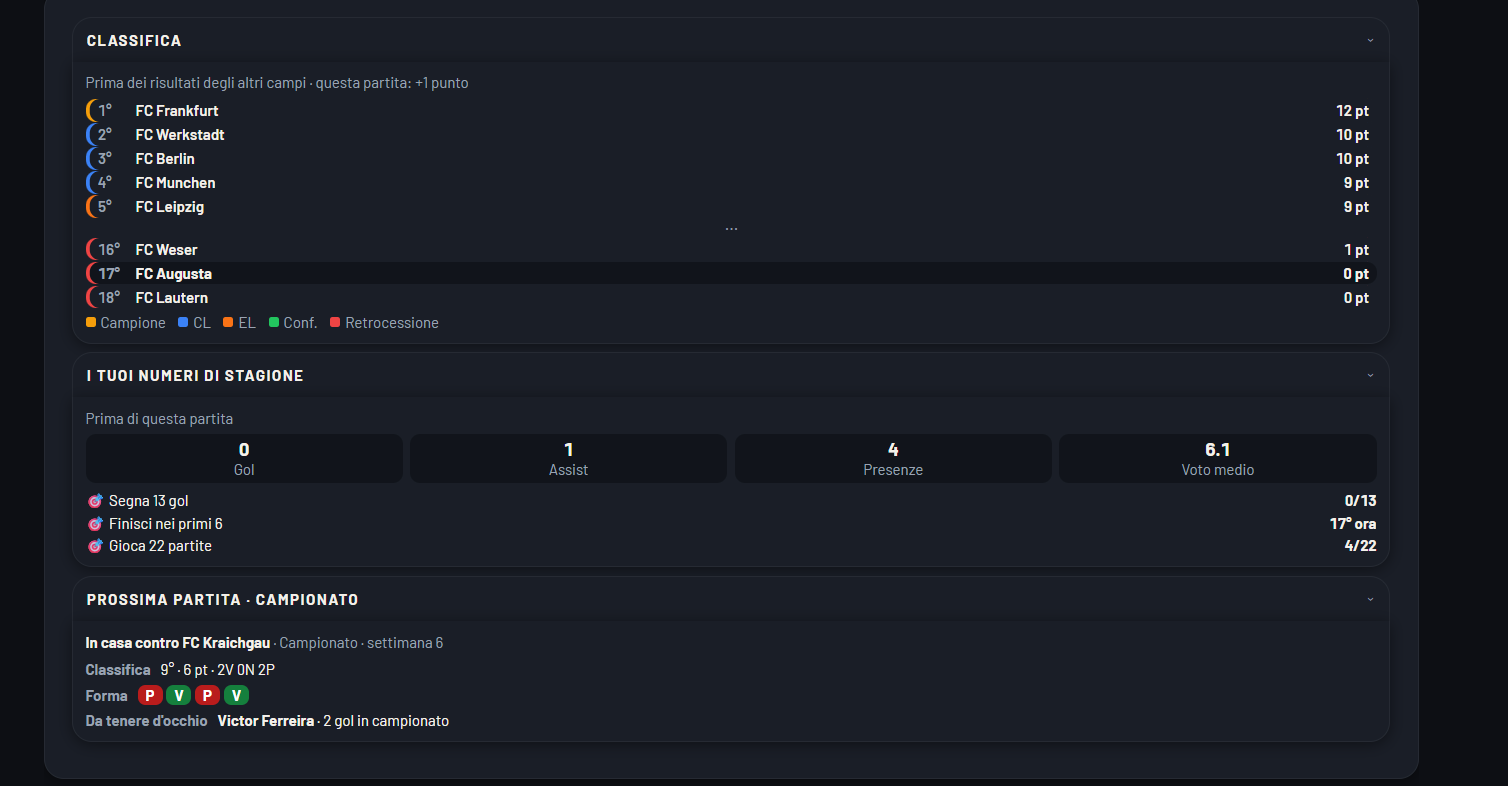 CLASSIFICA
Prima dei risultati degli altri campi · questa partita: +1 punto
1° FC Frankfurt 12 pt
2° FC Werkstadt 10 pt
3° FC Berlin 10 pt
4° FC Munchen 9 pt
5° FC Leipzig 9 pt
...
16° FC Weser 1 pt
17° FC Augusta 0 pt
18° FC Lautern 0 pt
Campione CL EL Conf. Retrocessione
I TUOI NUMERI DI STAGIONE
Prima di questa partita
0 1 4 6.1
Gol Assist Presenze Voto medio
Segna 13 gol 0/13
Finisci nei primi 6 17° ora
Gioca 22 partite 4/22
PROSSIMA PARTITA · CAMPIONATO
In casa contro FC Kraichgau · Campionato · settimana 6
Classifica 9° · 6 pt · 2V 0N 2P
Forma P V P V
Da tenere d'occhio Victor Ferreira · 2 gol in campionato